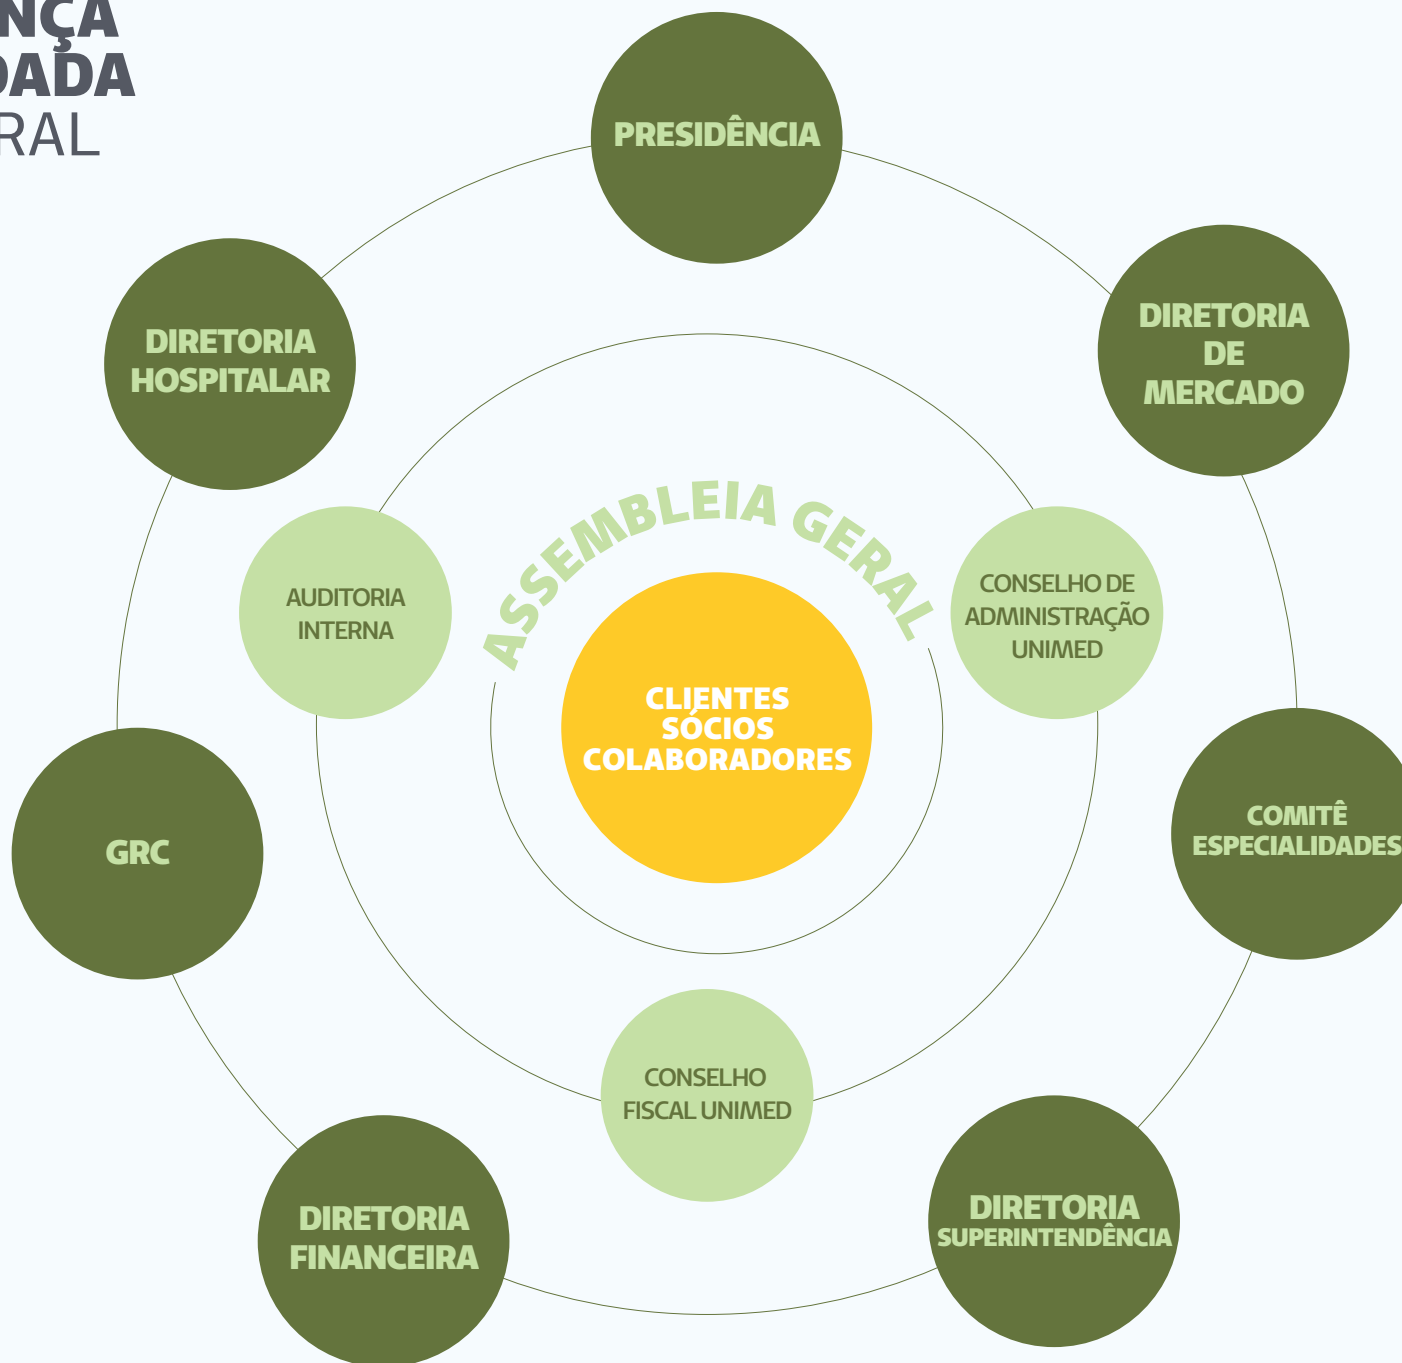 NÇA
DADA
RAL
PRESIDÊNCIA
DIRETORIA
HOSPITALAR
DIRETORIA
DE
MERCADO
ASSEMBLEIA GERAL
AUDITORIA
INTERNA
CONSELHO DE
ADMINISTRAÇÃO
UNIMED
CLIENTES
SÓCIOS
COLABORADORES
GRC
COMITÊ
ESPECIALIDADES
CONSELHO
FISCAL UNIMED
DIRETORIA
FINANCEIRA
DIRETORIA
SUPERINTENDÊNCIA